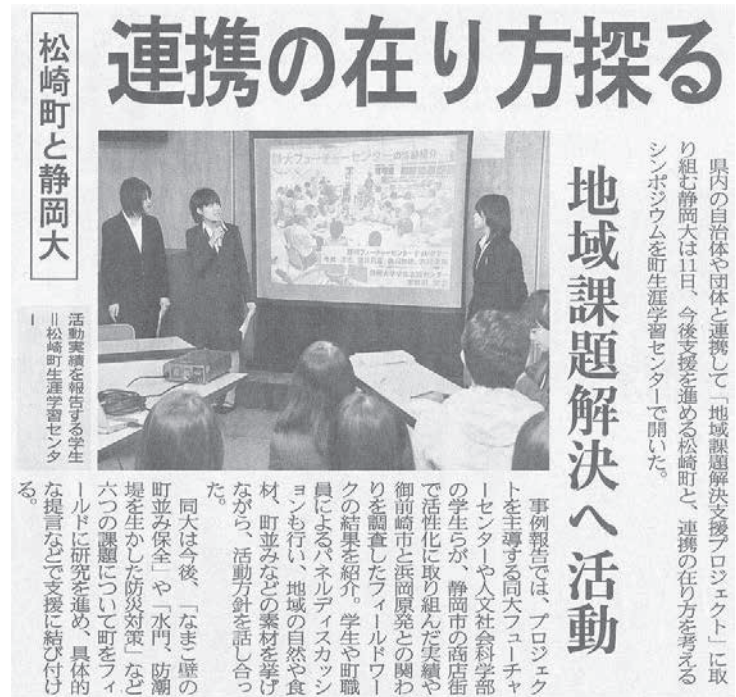 連携の在り方探る
松崎町と静岡大
地域課題解決へ活動
県内の自治体や団体と連携して「地域課題解決支援プロジェクト」に取
り組む静岡大は11日、今後支援を進める松崎町と、連携の在り方を考える
シンポジウムを町生涯学習センターで開いた。
活動実績を報告する学生
＝松崎町生涯学習センタ
ー
事例報告では、プロジェク
トを主導する同大フューチャ
ーセンターや人文社会科学部
の学生らが、静岡市の商店街
で活性化に取り組んだ実績や
御前崎市と浜岡原発との関わ
りを調査したフィールドワー
クの結果を紹介。学生や町職
員によるパネルディスカッシ
ョンも行い、地域の自然や食
材、町並みなどの素材を挙げ
ながら、活動方針を話し合っ
た。
同大は今後、「なまこ壁の
町並み保全」や「水門、防潮
堤を生かした防災対策」など
六つの課題について町をフィ
ールドに研究を進め、具体的
な提言などで支援に結び付け
る。